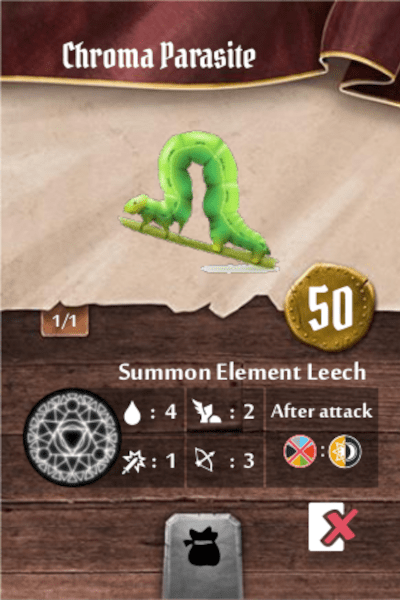 Chroma Parasite
50
1/1
Summon Element Leech
: 4 : 2 After attack
: 1 : 3 :